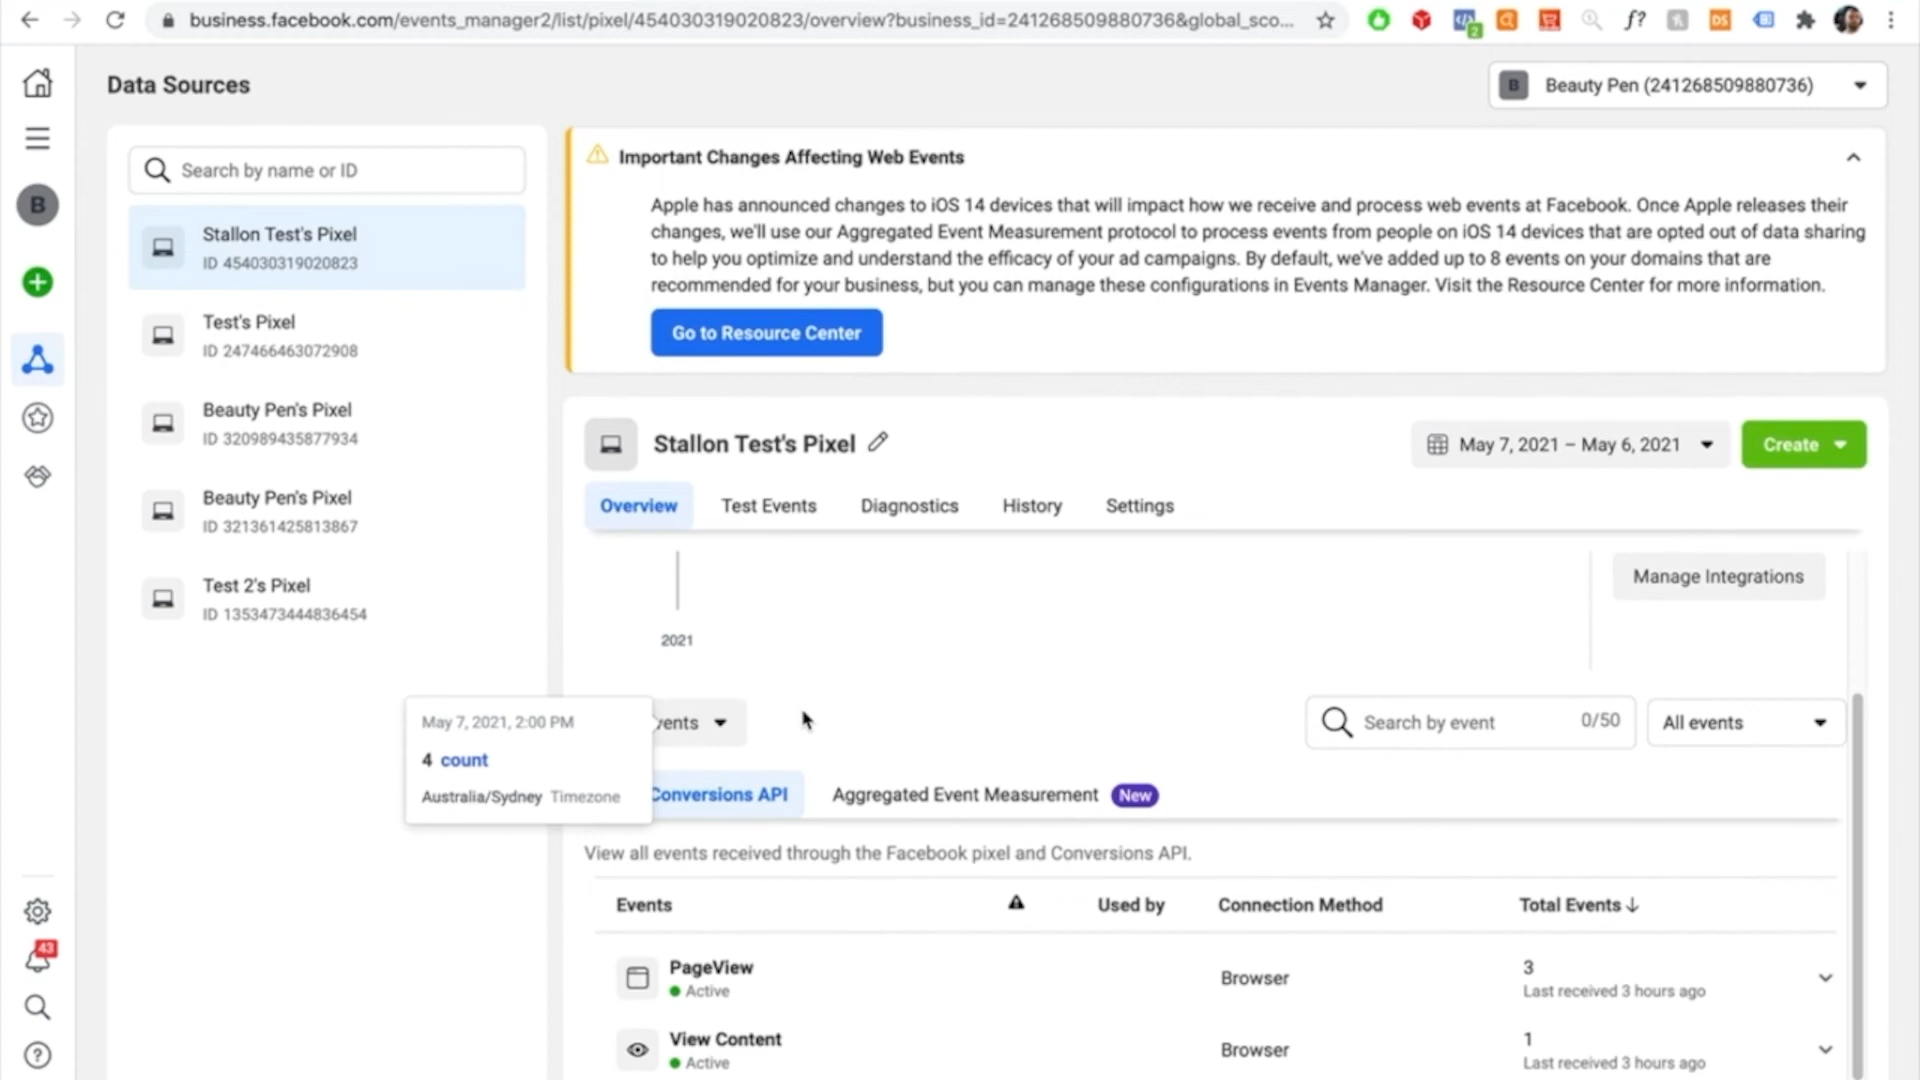 business.facebook.com/events_manager2/list/pixel/454030319020823/overview?business_id=241268509880736&global_sco...
2
f?
DS
Data Sources
B Beauty Pen (241268509880736)
B
Search by name or ID
Stallon Test's Pixel
ID 454030319020823
Test's Pixel
ID 247466463072908
Beauty Pen's Pixel
ID 320989435877934
Beauty Pen's Pixel
ID 321361425813867
Test 2's Pixel
ID 1353473444836454
Important Changes Affecting Web Events
Apple has announced changes to iOS 14 devices that will impact how we receive and process web events at Facebook. Once Apple releases their
changes, we'll use our Aggregated Event Measurement protocol to process events from people on iOS 14 devices that are opted out of data sharing
to help you optimize and understand the efficacy of your ad campaigns. By default, we've added up to 8 events on your domains that are
recommended for your business, but you can manage these configurations in Events Manager. Visit the Resource Center for more information.
Go to Resource Center
Stallon Test's Pixel
May 7, 2021 – May 6, 2021
Create
Overview Test Events Diagnostics History Settings
Manage Integrations
2021
May 7, 2021, 2:00 PM
4 count
Australia/Sydney Timezone
vents
Search by event 0/50
All events
Conversions API
Aggregated Event Measurement New
View all events received through the Facebook pixel and Conversions API.
Events Used by Connection Method Total Events
PageView
Active
Browser
3
Last received 3 hours ago
View Content
Active
Browser
1
Last received 3 hours ago
43